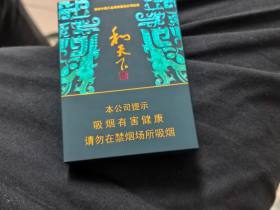 和天下
本公司提示
吸烟有害健康
请勿在禁烟场所吸烟